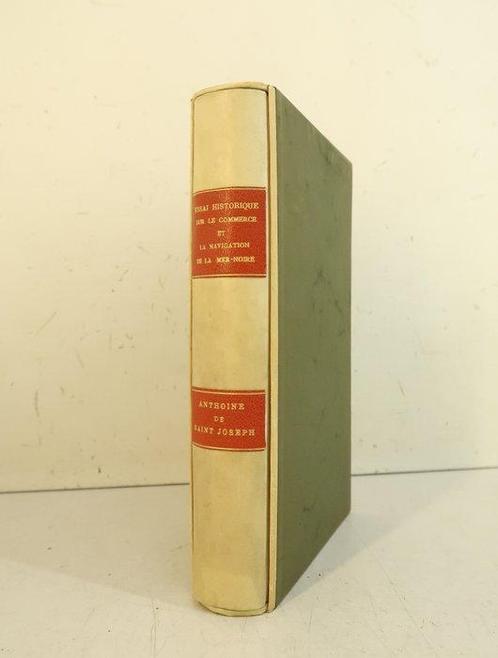 ESSAI HISTORIQUE
SUR LE COMMERCE
ET
LA NAVIGATION
DE LA MER-NOIRE
ANTHOINE
DE
SAINT JOSEPH